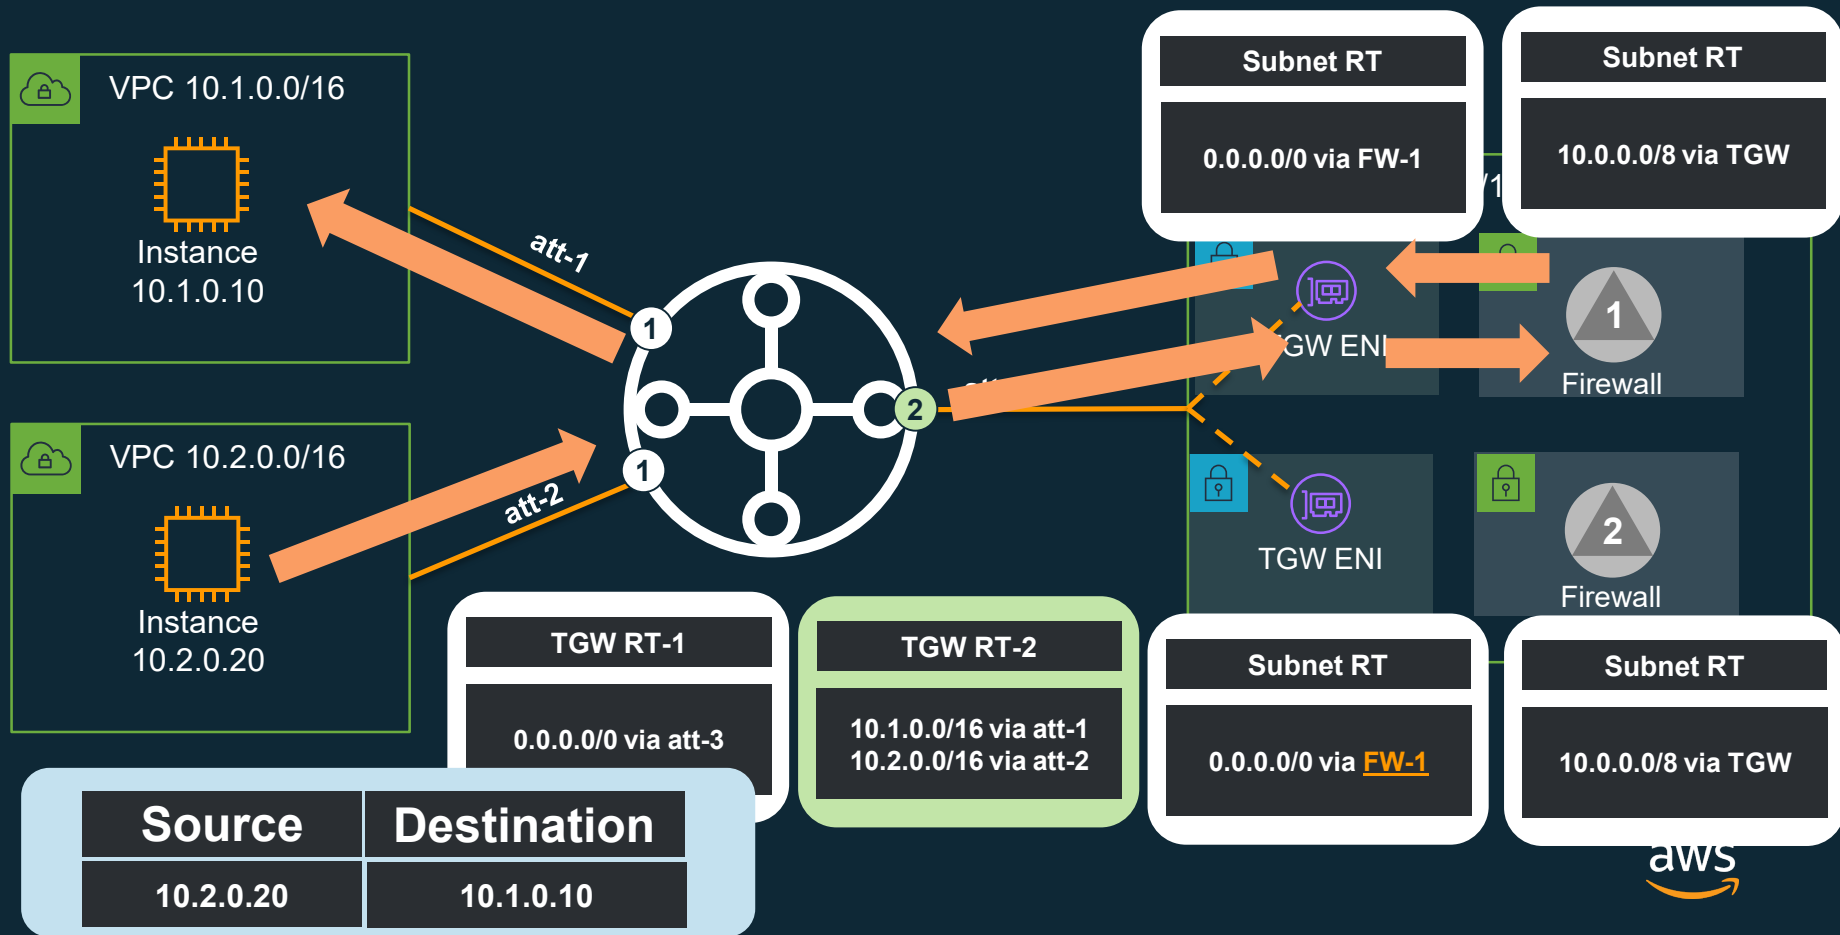 VPC 10.1.0.0/16
Instance
10.1.0.10
VPC 10.2.0.0/16
Instance
10.2.0.20
att-1
att-2
1
1
2
Subnet RT
0.0.0.0/0 via FW-1
Subnet RT
10.0.0.0/8 via TGW
/1
GW ENI
1
Firewall
TGW ENI
2
Firewall
TGW RT-1
0.0.0.0/0 via att-3
TGW RT-2
10.1.0.0/16 via att-1
10.2.0.0/16 via att-2
Subnet RT
0.0.0.0/0 via FW-1
Subnet RT
10.0.0.0/8 via TGW
Source Destination
10.2.0.20 10.1.0.10
aws